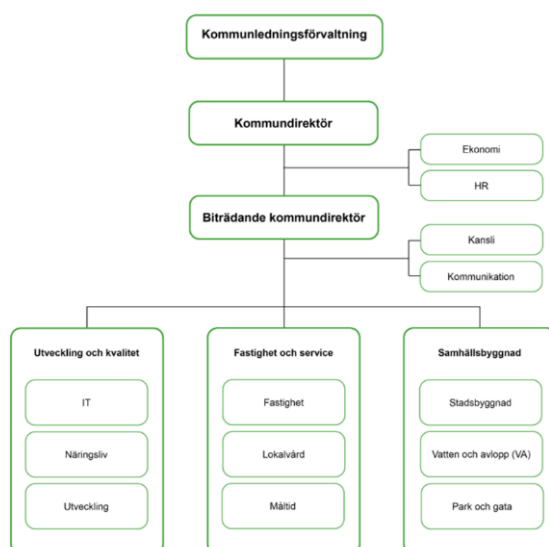 Kommunledningsförvaltning
Kommundirektör
Ekonomi
HR
Biträdande kommundirektör
Kansli
Kommunikation
Utveckling och kvalitet
IT
Näringsliv
Utveckling
Fastighet och service
Fastighet
Lokalvård
Måltid
Samhällsbyggnad
Stadsbyggnad
Vatten och avlopp (VA)
Park och gata